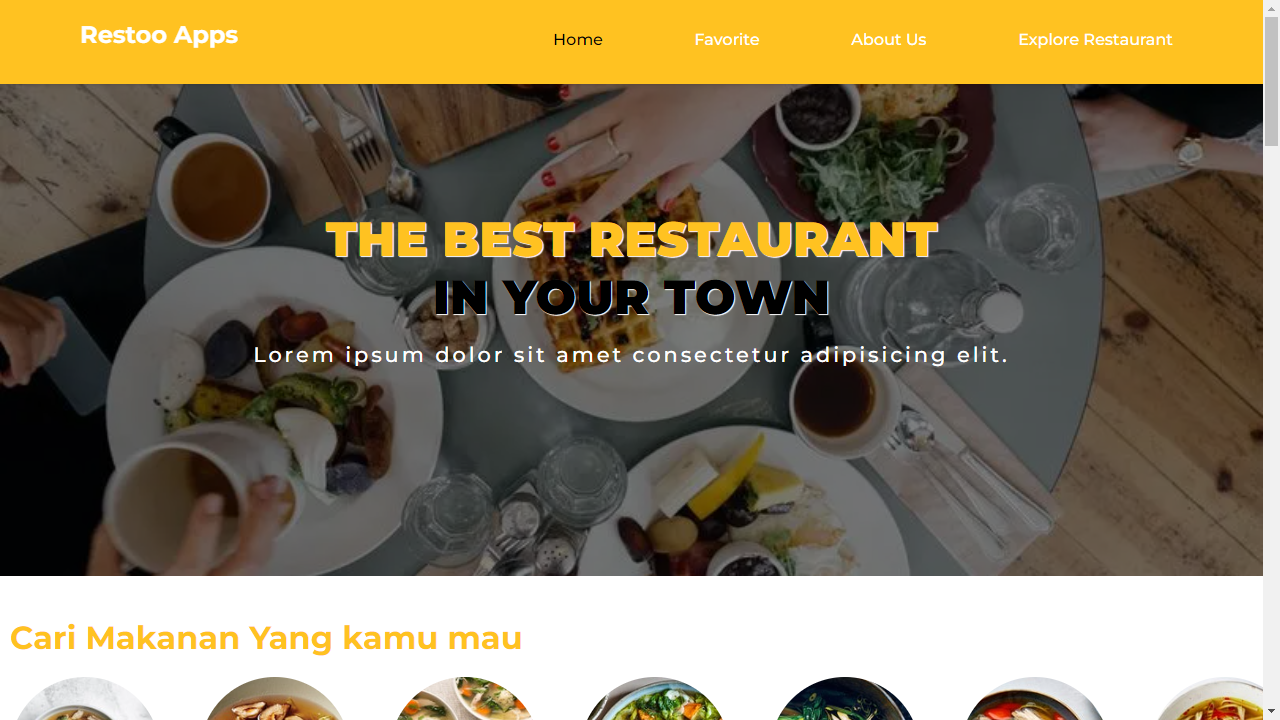 Restoo Apps
Home
Favorite
About Us
Explore Restaurant
THE BEST RESTAURANT
IN YOUR TOWN
Lorem ipsum dolor sit amet consectetur adipisicing elit.
Cari Makanan Yang kamu mau